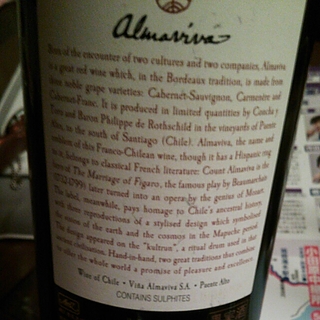 Almaviva
Born of the encounter of two cultures and two companies, Almaviva
is a great red wine which, in the Bordeaux tradition, is made from
three noble grape varieties: Cabernet-Sauvignon, Carmenère and
Cabernet-Franc. It is produced in limited quantities by Concha y
Toro and Baron Philippe de Rothschild in the vineyards of Puente
Alto, in the south of Santiago (Chile). Almaviva, the name and
emblem of this Franco-Chilean wine, though it has a Hispanic ring
to it, belongs to classical French literature: Count Almaviva is the
hero of The Marriage of Figaro, the famous play by Beaumarchais
(1732-1799) later turned into an opera by the genius of Mozart.
The label, meanwhile, pays homage to Chile's ancestral history,
with three reproductions of a stylised design which symbolised
the vision of the earth and the cosmos in the Mapuche period.
The design appeared on the "kultrun", a ritual drum used in that
ancient civilization. Hand-in-hand, two great traditions thus combine
to offer the whole world a promise of pleasure and excellence.
Wine of Chile • Viña Almaviva S.A. • Puente Alto
CONTAINS SULPHITES